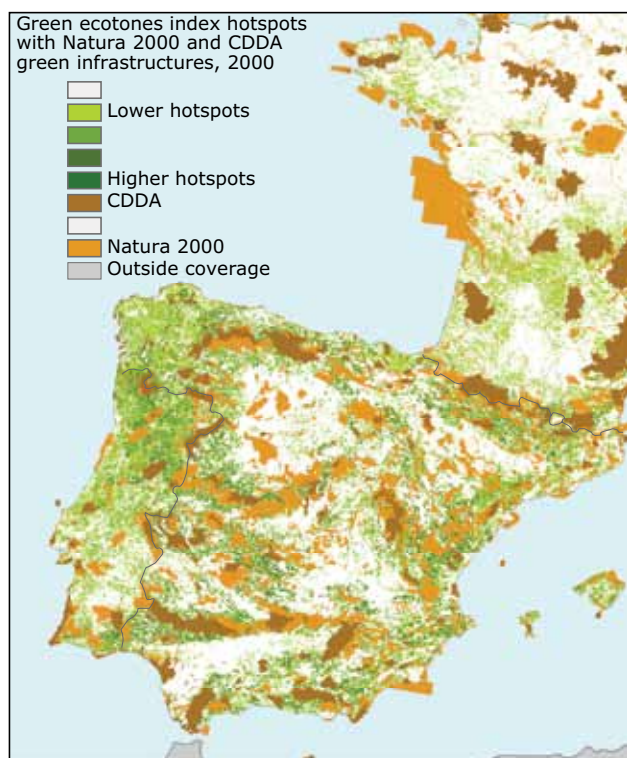 Green ecotones index hotspots
with Natura 2000 and CDDA
green infrastructures, 2000
Lower hotspots
Higher hotspots
CDDA
Natura 2000
Outside coverage